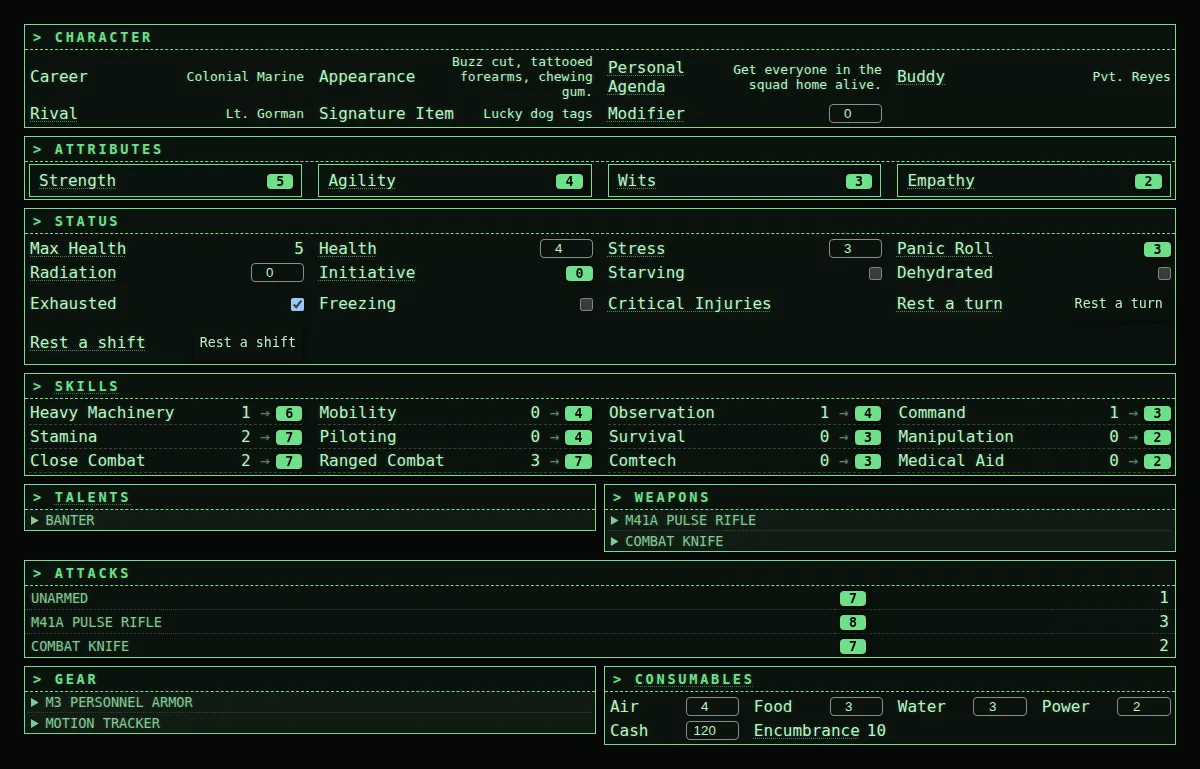 > CHARACTER
Career Colonial Marine Appearance Buzz cut, tattooed forearms, chewing gum. Personal Agenda Get everyone in the squad home alive. Buddy Pvt. Reyes
Rival Lt. Gorman Signature Item Lucky dog tags Modifier 0
> ATTRIBUTES
Strength 5 Agility 4 Wits 3 Empathy 2
> STATUS
Max Health 5 Health 4 Stress 3 Panic Roll 3
Radiation 0 Initiative 0 Starving Dehydrated
Exhausted Freezing Critical Injuries Rest a turn Rest a turn
Rest a shift Rest a shift
> SKILLS
Heavy Machinery 1 → 6 Mobility 0 → 4 Observation 1 → 4 Command 1 → 3
Stamina 2 → 7 Piloting 0 → 4 Survival 0 → 3 Manipulation 0 → 2
Close Combat 2 → 7 Ranged Combat 3 → 7 Comtech 0 → 3 Medical Aid 0 → 2
> TALENTS
▶ BANTER
> WEAPONS
▶ M41A PULSE RIFLE
▶ COMBAT KNIFE
> ATTACKS
UNARMED 7 1
M41A PULSE RIFLE 8 3
COMBAT KNIFE 7 2
> GEAR
▶ M3 PERSONNEL ARMOR
▶ MOTION TRACKER
> CONSUMABLES
Air 4 Food 3 Water 3 Power 2
Cash 120 Encumbrance 10